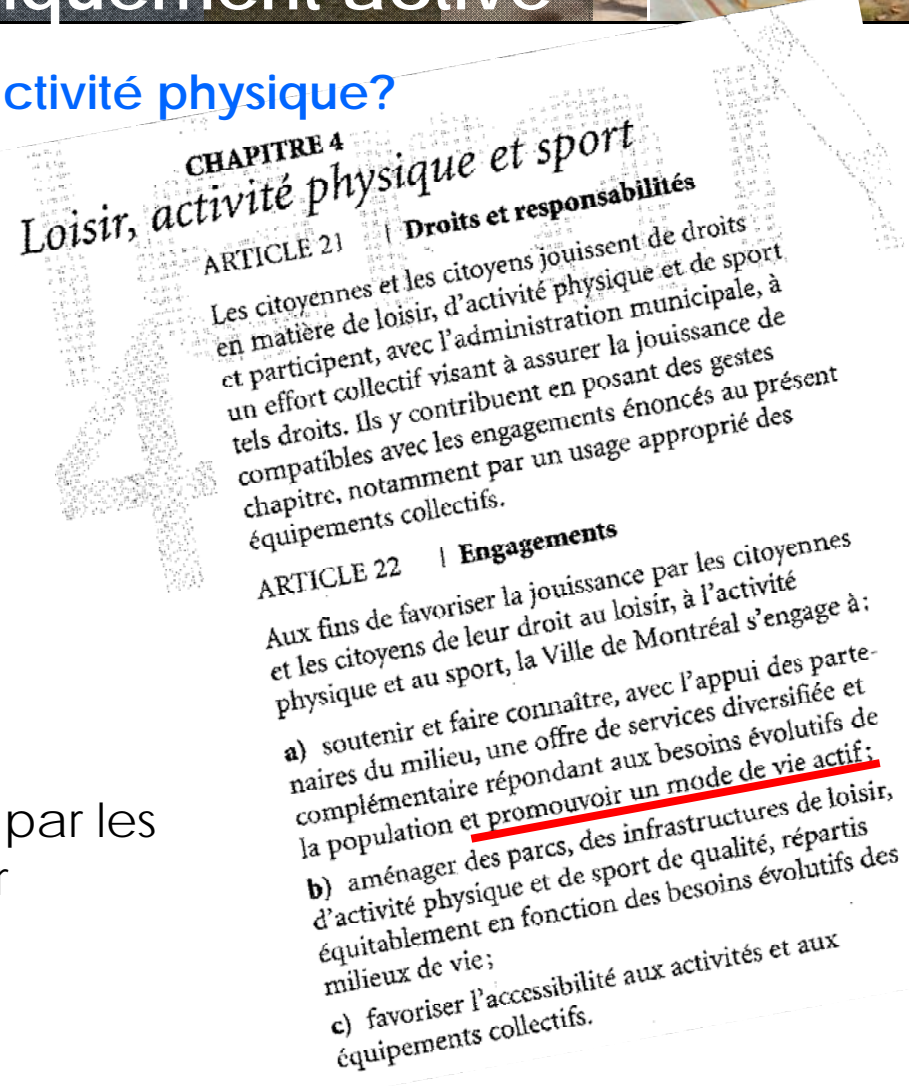 quement active
ctivité physique?
CHAPITRE 4
Loisir, activité physique et sport
ARTICLE 21 | Droits et responsabilités
Les citoyennes et les citoyens jouissent de droits
en matière de loisir, d'activité physique et de sport
et participent, avec l'administration municipale, à
un effort collectif visant à assurer la jouissance de
tels droits. Ils y contribuent en posant des gestes
compatibles avec les engagements énoncés au présent
chapitre, notamment par un usage approprié des
équipements collectifs.
ARTICLE 22 | Engagements
Aux fins de favoriser la jouissance par les citoyennes
et les citoyens de leur droit au loisir, à l'activité
physique et au sport, la Ville de Montréal s'engage à:
a) soutenir et faire connaître, avec l'appui des parte-
naires du milieu, une offre de services diversifiée et
complémentaire répondant aux besoins évolutifs de
la population et promouvoir un mode de vie actif;
b) aménager des parcs, des infrastructures de loisir,
d'activité physique et de sport de qualité, répartis
équitablement en fonction des besoins évolutifs des
milieux de vie;
c) favoriser l'accessibilité aux activités et aux
équipements collectifs.
par les
r
4